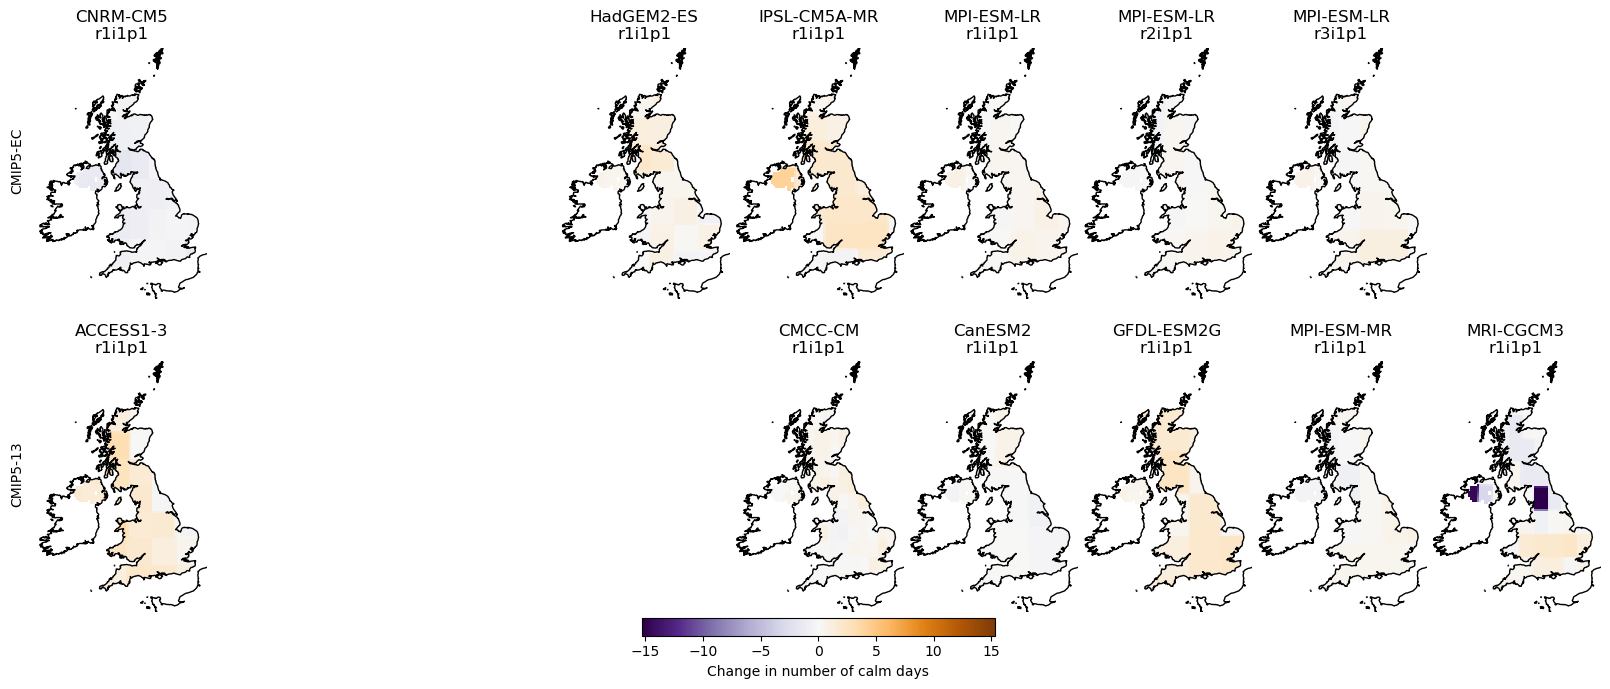 CNRM-CM5
r1i1p1
HadGEM2-ES
r1i1p1
IPSL-CM5A-MR
r1i1p1
MPI-ESM-LR
r1i1p1
MPI-ESM-LR
r2i1p1
MPI-ESM-LR
r3i1p1
CMIP5-EC
ACCESS1-3
r1i1p1
CMCC-CM
r1i1p1
CanESM2
r1i1p1
GFDL-ESM2G
r1i1p1
MPI-ESM-MR
r1i1p1
MRI-CGCM3
r1i1p1
CMIP5-13
−15 −10 −5 0 5 10 15
Change in number of calm days